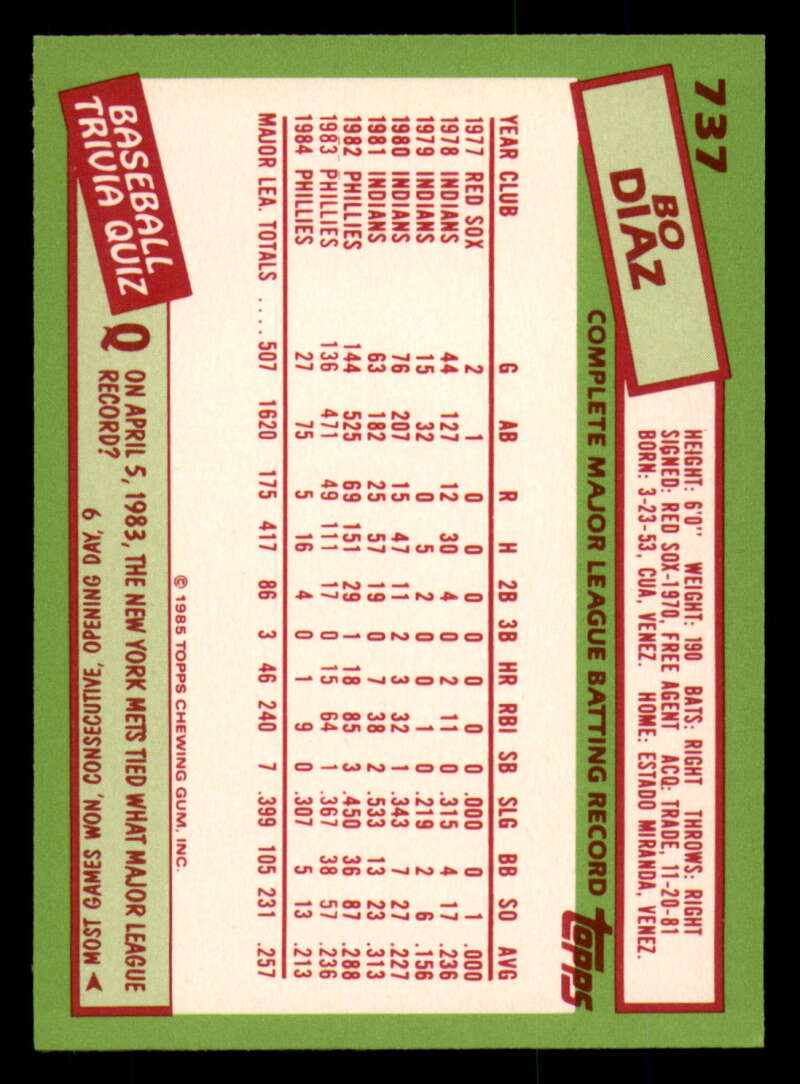 737
BO
DIAZ
HEIGHT: 6'0" WEIGHT: 190 BATS: RIGHT THROWS: RIGHT
SIGNED: RED SOX-1970, FREE AGENT ACQ: TRADE, 11-20-81
BORN: 3-23-53, CUA, VENEZ. HOME: ESTADO MIRANDA, VENEZ.
COMPLETE MAJOR LEAGUE BATTING RECORD topps
YEAR CLUB G AB R H 2B 3B HR RBI SB SLG BB SO AVG
1977 RED SOX 2 1 0 0 0 0 0 0 0 .000 0 1 .000
1978 INDIANS 44 127 12 30 4 0 2 11 0 .315 4 17 .236
1979 INDIANS 15 32 0 5 2 0 0 1 0 .219 2 6 .156
1980 INDIANS 76 207 15 47 11 2 3 32 1 .343 7 27 .227
1981 INDIANS 63 182 25 57 19 0 7 38 2 .533 13 23 .313
1982 PHILLIES 144 525 69 151 29 1 18 85 3 .450 36 87 .288
1983 PHILLIES 136 471 49 111 17 0 15 64 1 .367 38 57 .236
1984 PHILLIES 27 75 5 16 4 0 1 9 0 .307 5 13 .213
MAJOR LEA. TOTALS .... 507 1620 175 417 86 3 46 240 7 .399 105 231 .257
© 1985 TOPPS CHEWING GUM, INC.
BASEBALL
TRIVIA QUIZ
Q ON APRIL 5, 1983, THE NEW YORK METS TIED WHAT MAJOR LEAGUE
RECORD?
MOST GAMES WON, CONSECUTIVE, OPENING DAY,
9